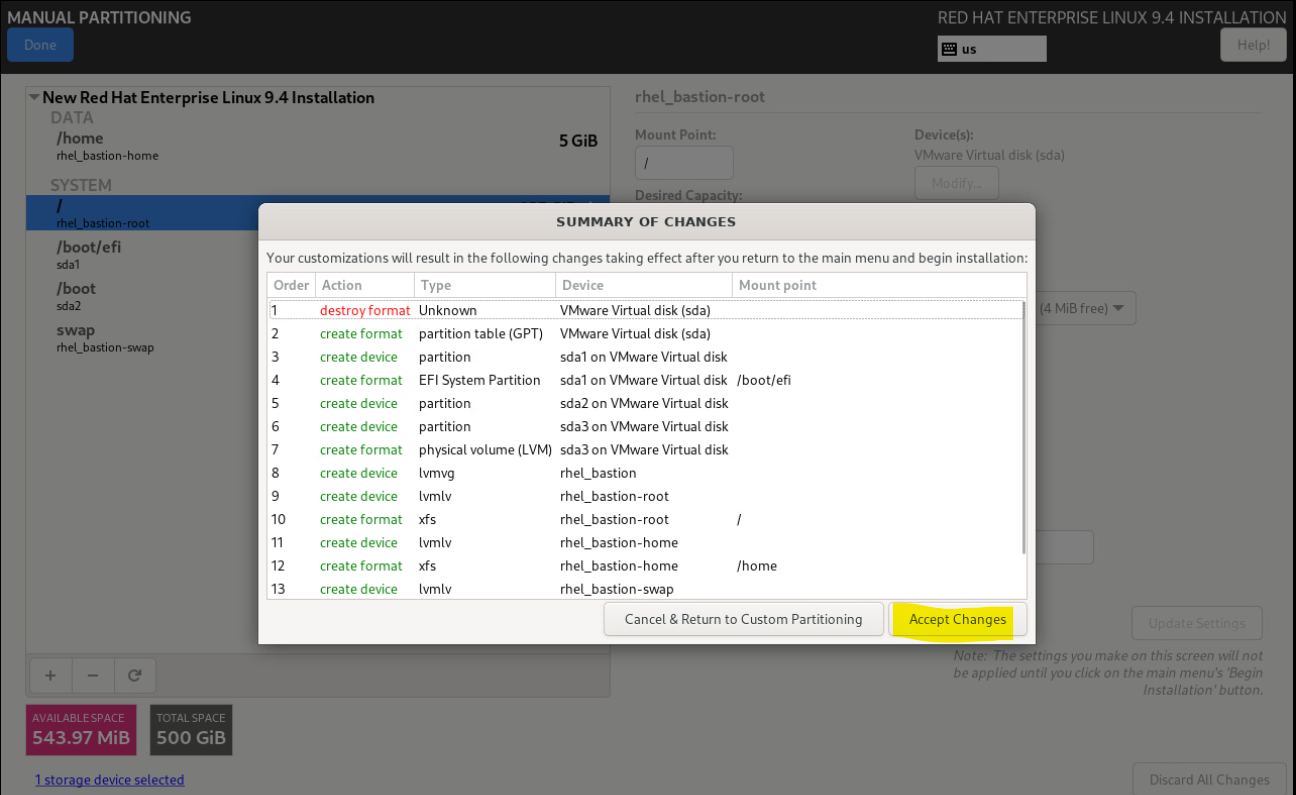 MANUAL PARTITIONING
RED HAT ENTERPRISE LINUX 9.4 INSTALLATION
Done
us
Help!
New Red Hat Enterprise Linux 9.4 Installation
DATA
/home
rhel_bastion-home
5 GiB
SYSTEM
/
rhel_bastion-root
/boot/efi
sda1
/boot
sda2
swap
rhel_bastion-swap
rhel_bastion-root
Mount Point:
/
Device(s):
VMware Virtual disk (sda)
Modify...
Desired Capacity:
(4 MiB free)
SUMMARY OF CHANGES
Your customizations will result in the following changes taking effect after you return to the main menu and begin installation:
Order Action Type Device Mount point
1 destroy format Unknown VMware Virtual disk (sda)
2 create format partition table (GPT) VMware Virtual disk (sda)
3 create device partition sda1 on VMware Virtual disk
4 create format EFI System Partition sda1 on VMware Virtual disk /boot/efi
5 create device partition sda2 on VMware Virtual disk
6 create device partition sda3 on VMware Virtual disk
7 create format physical volume (LVM) sda3 on VMware Virtual disk
8 create device lvmvg rhel_bastion
9 create device lvmlv rhel_bastion-root
10 create format xfs rhel_bastion-root /
11 create device lvmlv rhel_bastion-home
12 create format xfs rhel_bastion-home /home
13 create device lvmlv rhel_bastion-swap
Cancel & Return to Custom Partitioning
Accept Changes
Update Settings
Note: The settings you make on this screen will not
be applied until you click on the main menu's 'Begin
Installation' button.
+ −
AVAILABLE SPACE
543.97 MiB
TOTAL SPACE
500 GiB
1 storage device selected
Discard All Changes